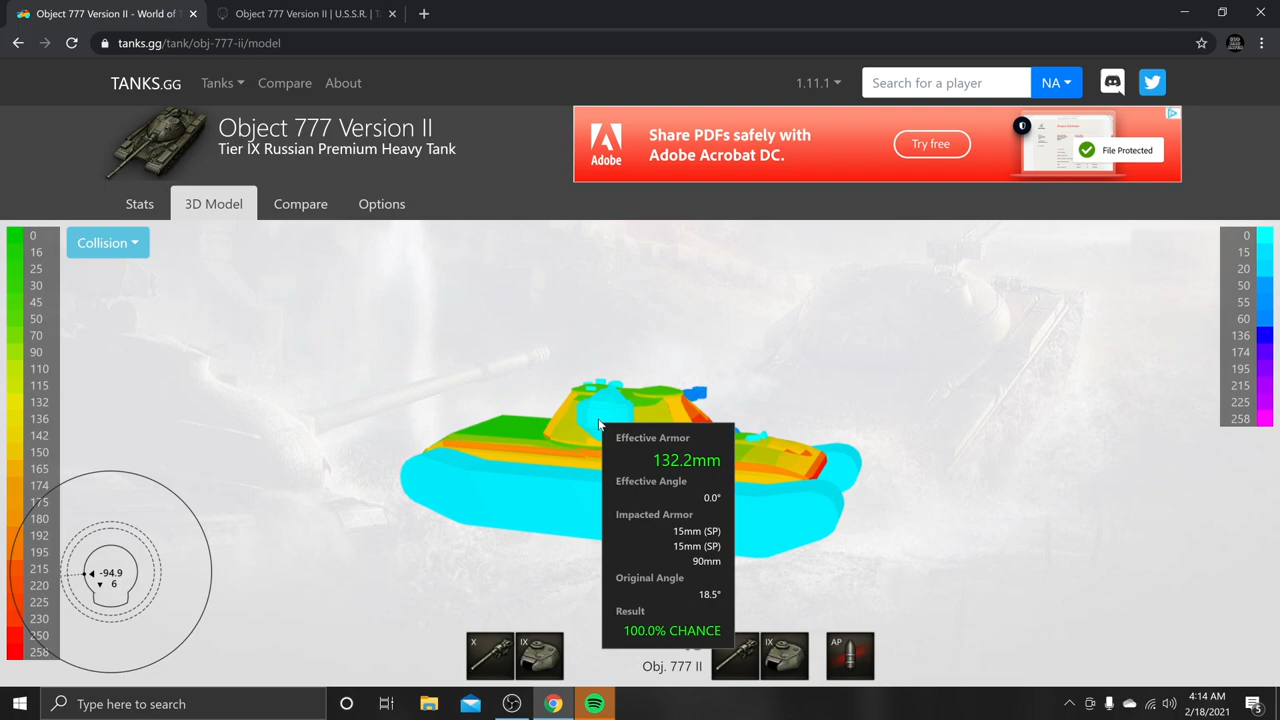 Object 777 Version II - World of
Object 777 Version II | U.S.S.R. |
tanks.gg/tank/obj-777-ii/model
TANKS.GG
Tanks
Compare
About
1.11.1
Search for a player
NA
Object 777 Version II
Tier IX Russian Premium Heavy Tank
Share PDFs safely with
Adobe Acrobat DC.
Adobe
Try free
File Protected
Stats
3D Model
Compare
Options
Collision
0
16
25
30
45
50
70
90
110
115
132
136
142
150
165
174
175
180
192
195
215
220
225
230
250
258
0
15
20
50
55
60
136
174
195
215
225
258
Effective Armor
132.2mm
Effective Angle
0.0°
Impacted Armor
15mm (SP)
15mm (SP)
90mm
Original Angle
18.5°
Result
100.0% CHANCE
-94.9
6
X
IX
Obj. 777 II
IX
AP
Type here to search
4:14 AM
2/18/2021
5